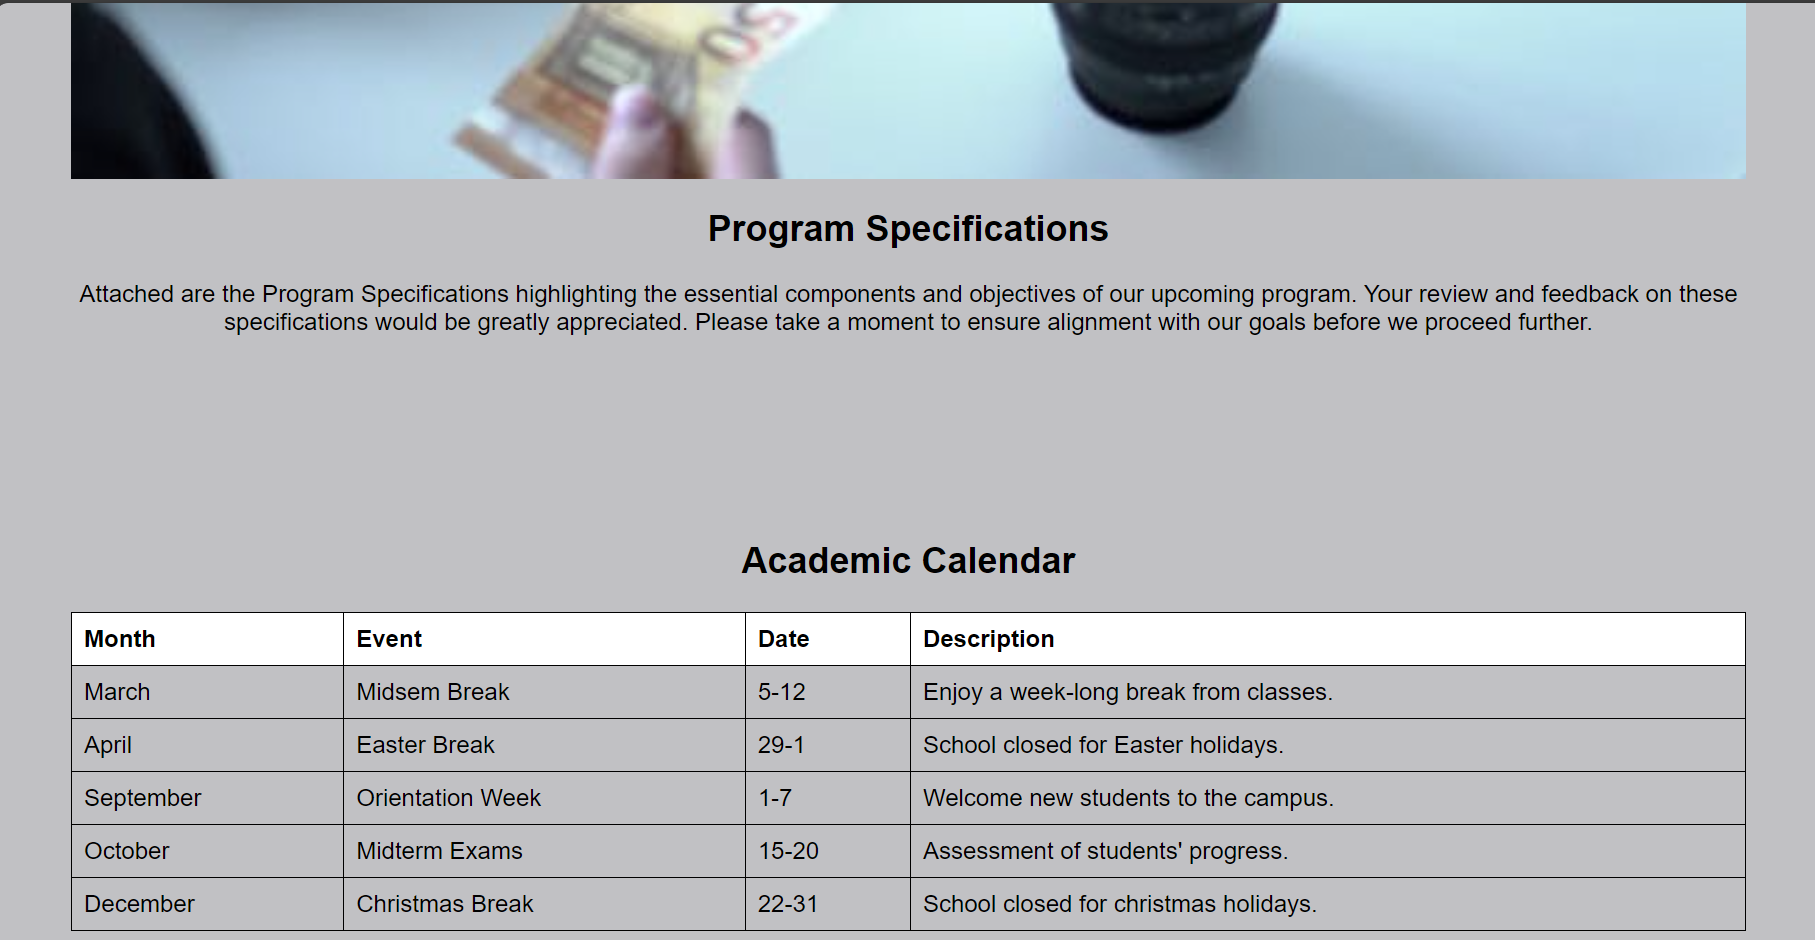 50
Program Specifications
Attached are the Program Specifications highlighting the essential components and objectives of our upcoming program. Your review and feedback on these
specifications would be greatly appreciated. Please take a moment to ensure alignment with our goals before we proceed further.
Academic Calendar
Month Event Date Description
March Midsem Break 5-12 Enjoy a week-long break from classes.
April Easter Break 29-1 School closed for Easter holidays.
September Orientation Week 1-7 Welcome new students to the campus.
October Midterm Exams 15-20 Assessment of students' progress.
December Christmas Break 22-31 School closed for christmas holidays.